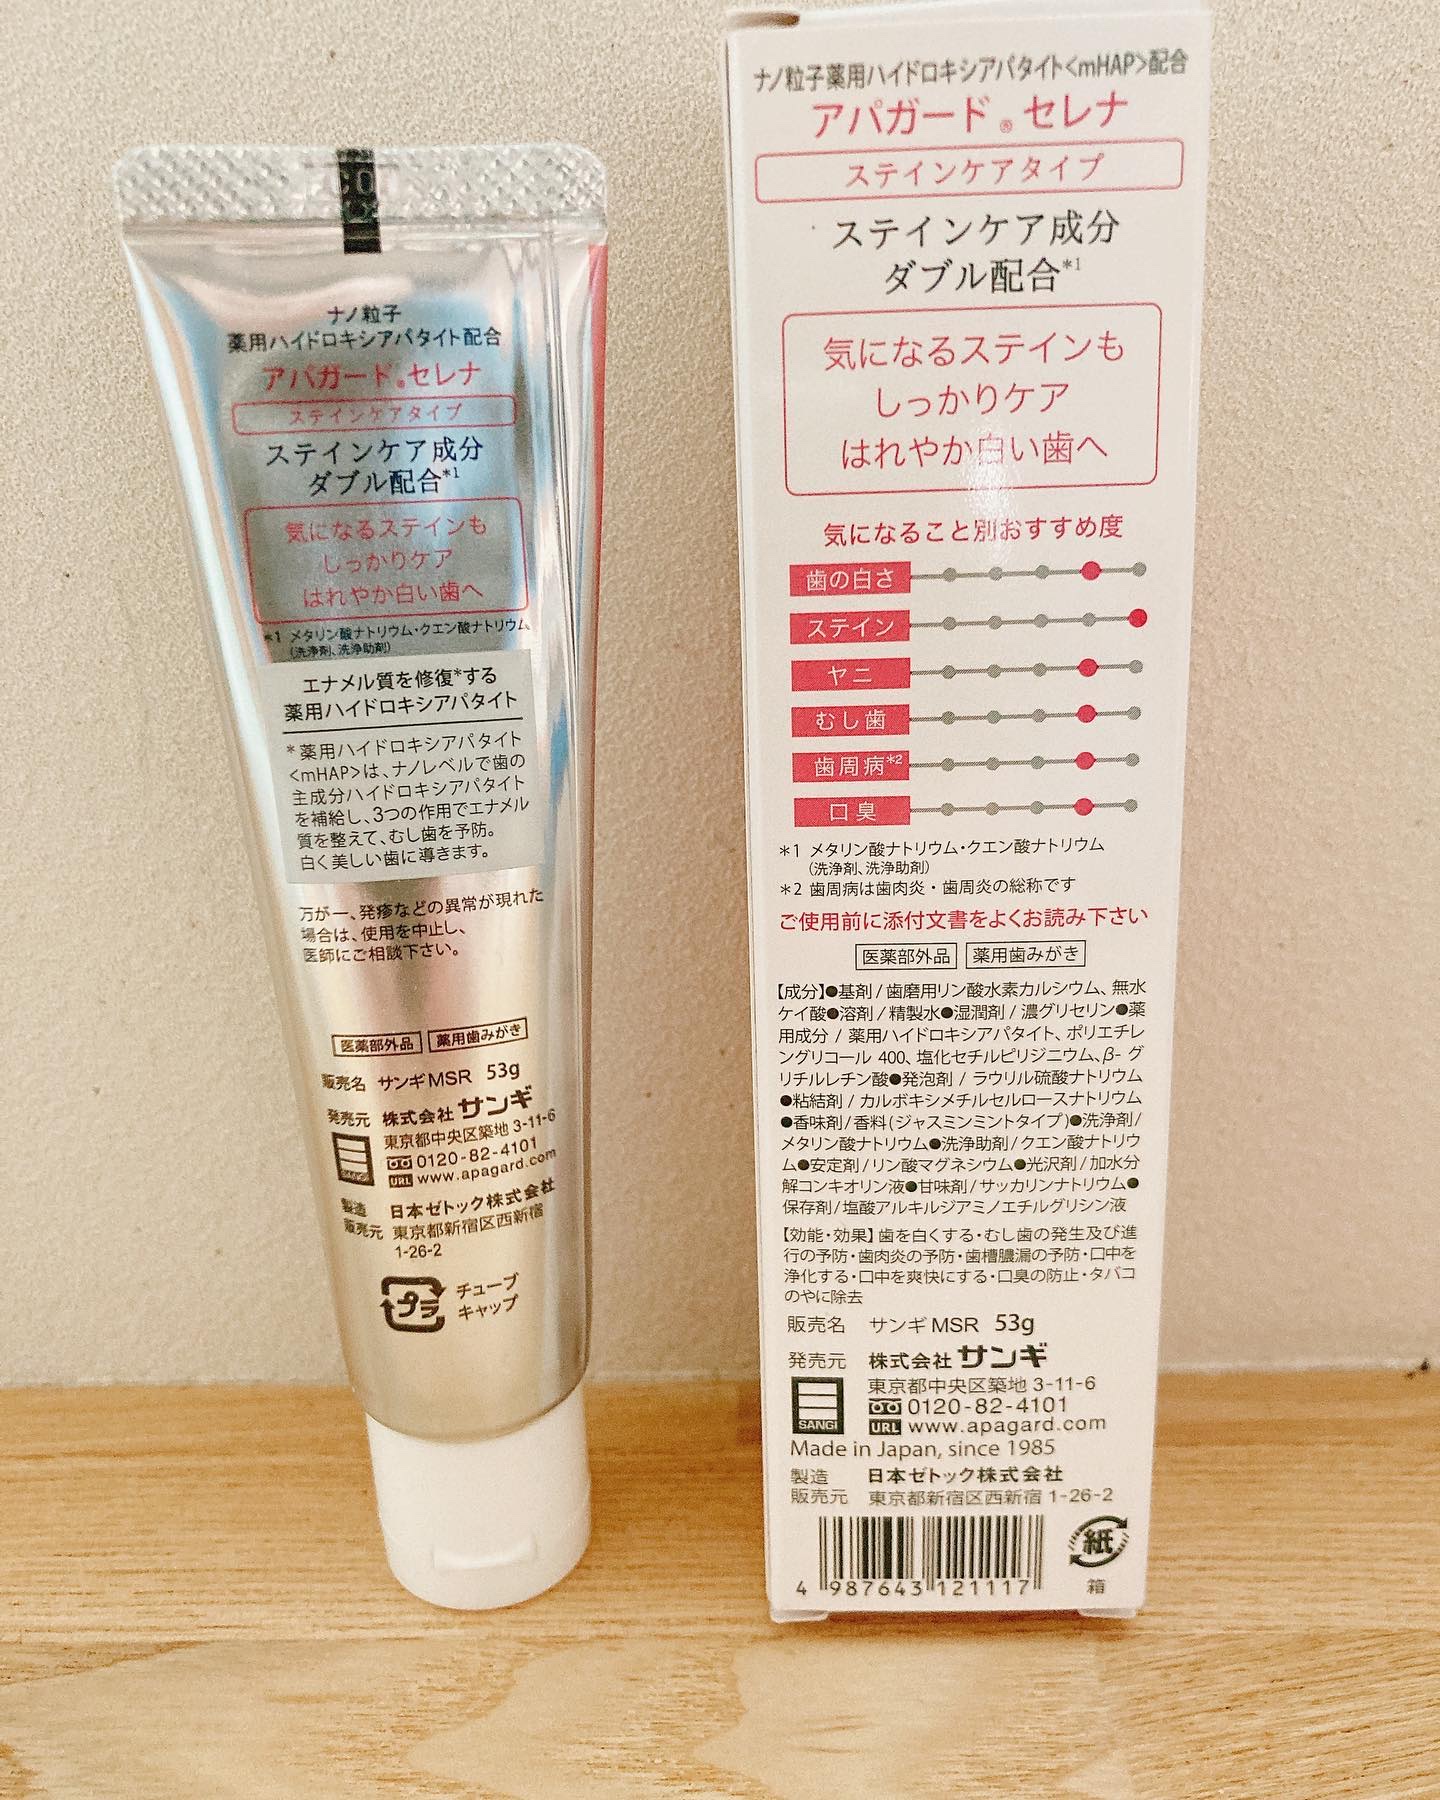 ナノ粒子
薬用ハイドロキシアパタイト配合
アパガード®セレナ
ステインケアタイプ
ステインケア成分
ダブル配合*1
気になるステインも
しっかりケア
はれやか白い歯へ
*1 メタリン酸ナトリウム・クエン酸ナトリウム
(洗浄剤、洗浄助剤)
エナメル質を修復*する
薬用ハイドロキシアパタイト
*薬用ハイドロキシアパタイト
<mHAP>は、ナノレベルで歯の
主成分ハイドロキシアパタイト
を補給し、3つの作用でエナメル
質を整えて、むし歯を予防。
白く美しい歯に導きます。
万が一、発疹などの異常が現れた
場合は、使用を中止し、
医師にご相談下さい。
医薬部外品 薬用歯みがき
販売名 サンギMSR 53g
発売元 株式会社サンギ
東京都中央区築地 3-11-6
0120-82-4101
SANGI URL www.apagard.com
製造 日本ゼトック株式会社
販売元 東京都新宿区西新宿
1-26-2
プラ チューブ
キャップ
ナノ粒子薬用ハイドロキシアパタイト<mHAP>配合
アパガード®セレナ
ステインケアタイプ
ステインケア成分
ダブル配合*1
気になるステインも
しっかりケア
はれやか白い歯へ
気になること別おすすめ度
歯の白さ
ステイン
ヤニ
むし歯
歯周病*2
口臭
*1 メタリン酸ナトリウム・クエン酸ナトリウム
(洗浄剤、洗浄助剤)
*2 歯周病は歯肉炎・歯周炎の総称です
ご使用前に添付文書をよくお読み下さい
医薬部外品 薬用歯みがき
【成分】●基剤/歯磨用リン酸水素カルシウム、無水
ケイ酸●溶剤/精製水●湿潤剤/濃グリセリン●薬
用成分/薬用ハイドロキシアパタイト、ポリエチレ
ングリコール 400、塩化セチルピリジニウム、β-グ
リチルレチン酸●発泡剤/ラウリル硫酸ナトリウム
●粘結剤/カルボキシメチルセルロースナトリウム
●香味剤/香料(ジャスミンミントタイプ)●洗浄剤/
メタリン酸ナトリウム●洗浄助剤/クエン酸ナトリウ
ム●安定剤/リン酸マグネシウム●光沢剤/加水分
解コンキオリン液●甘味剤/サッカリンナトリウム●
保存剤/塩酸アルキルジアミノエチルグリシン液
【効能・効果】歯を白くする・むし歯の発生及び進
行の予防・歯肉炎の予防・歯槽膿漏の予防・口中を
浄化する・口中を爽快にする・口臭の防止・タバコ
のやに除去
販売名 サンギMSR 53g
発売元 株式会社サンギ
東京都中央区築地 3-11-6
0120-82-4101
SANGI URL www.apagard.com
Made in Japan, since 1985
製造 日本ゼトック株式会社
販売元 東京都新宿区西新宿 1-26-2
4 987643 121117
紙
箱